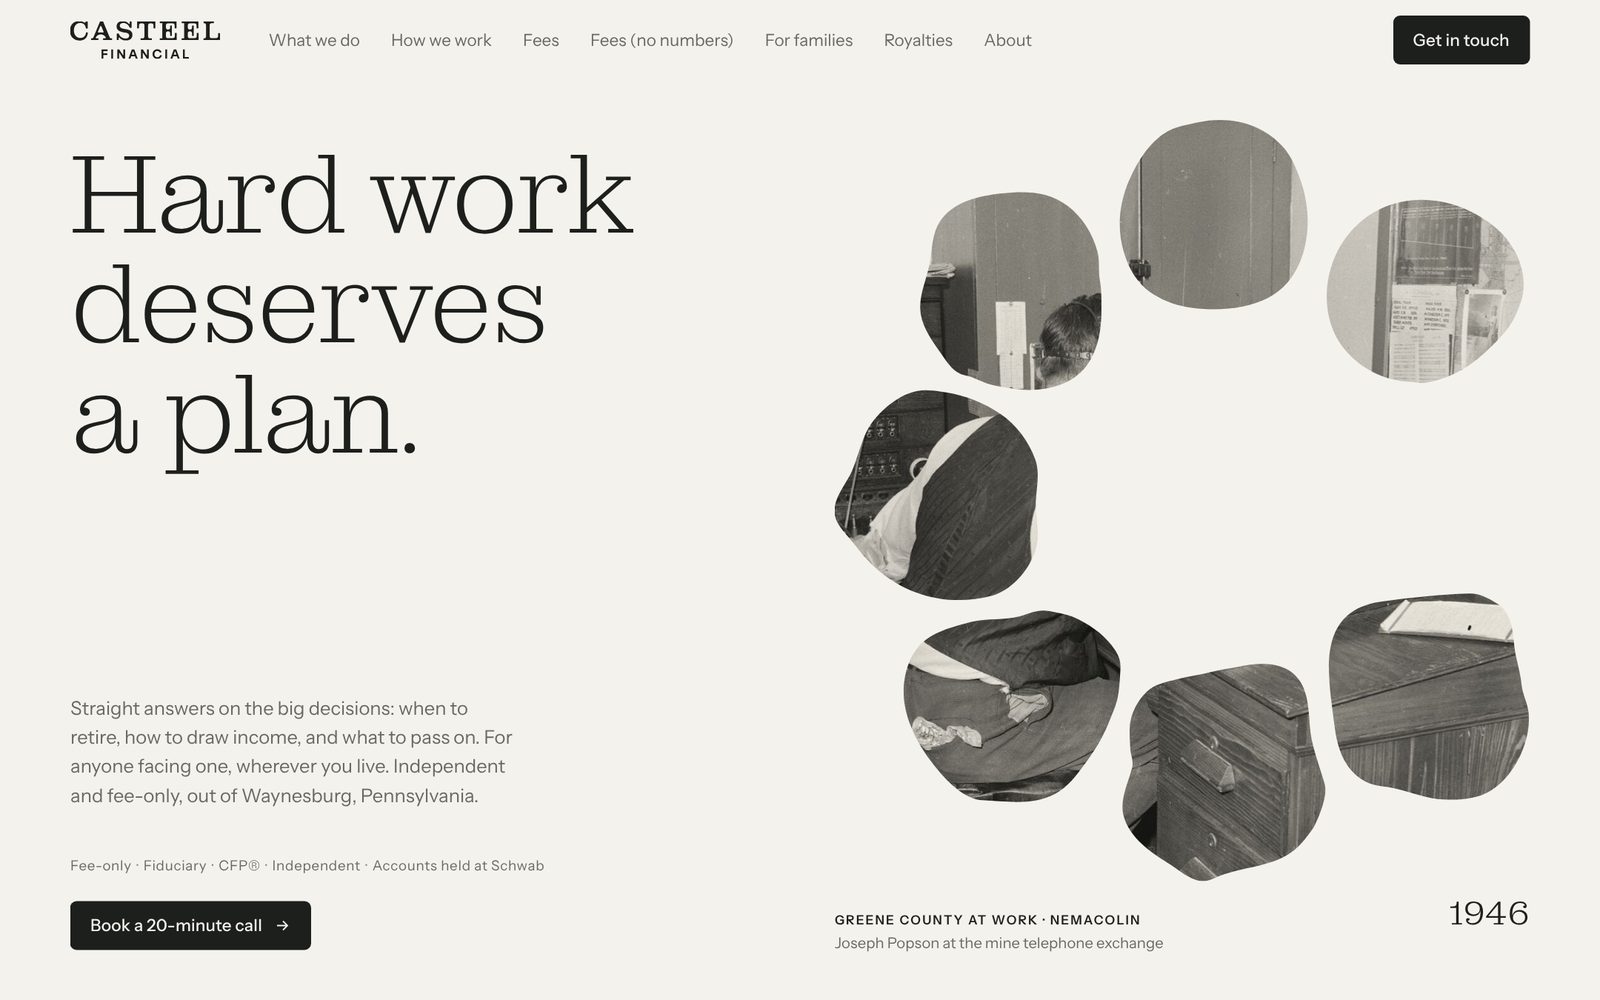 CASTEEL
FINANCIAL
What we do
How we work
Fees
Fees (no numbers)
For families
Royalties
About
Get in touch
Hard work
deserves
a plan.
Straight answers on the big decisions: when to
retire, how to draw income, and what to pass on. For
anyone facing one, wherever you live. Independent
and fee-only, out of Waynesburg, Pennsylvania.
Fee-only · Fiduciary · CFP® · Independent · Accounts held at Schwab
Book a 20-minute call →
GREENE COUNTY AT WORK · NEMACOLIN
Joseph Popson at the mine telephone exchange
1946